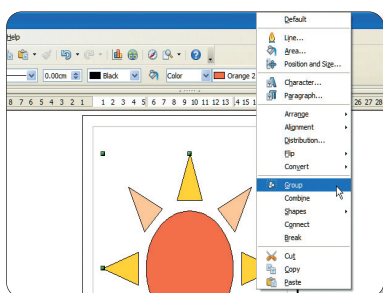 Help
Default
Line...
Area...
Position and Size...
Character...
Paragraph...
Arrange
Alignment
Distribution...
Flip
Convert
Group
Combine
Shapes
Connect
Break
Cut
Copy
Paste
0.00cm
Black
Color
Orange 2
8 7 6 5 4 3 2 1 1 2 3 4 5 6 7 8 9 10 11 12 13 14 15 1
26 27 28